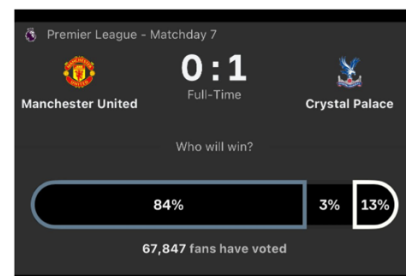 Premier League - Matchday 7
0 : 1
Full-Time
Manchester United
Crystal Palace
Who will win?
84% 3% 13%
67,847 fans have voted